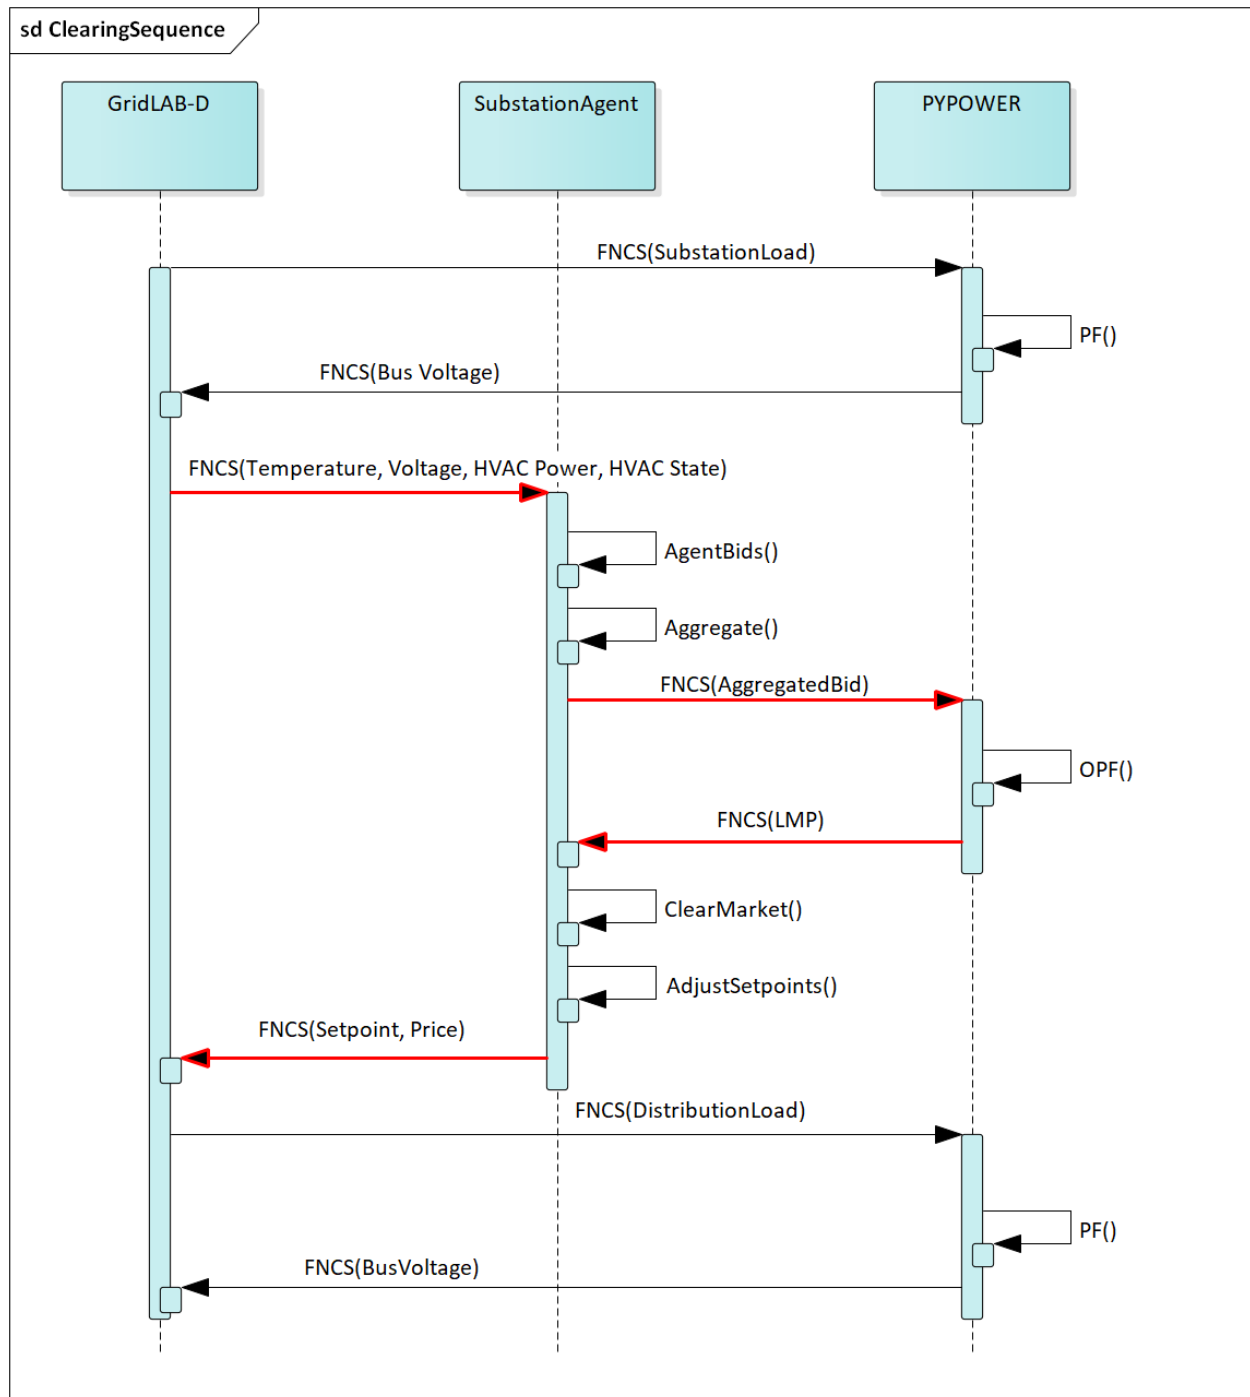 sd ClearingSequence
GridLAB-D
SubstationAgent
PYPOWER
FNCS(SubstationLoad)
PF()
FNCS(Bus Voltage)
FNCS(Temperature, Voltage, HVAC Power, HVAC State)
AgentBids()
Aggregate()
FNCS(AggregatedBid)
OPF()
FNCS(LMP)
ClearMarket()
AdjustSetpoints()
FNCS(Setpoint, Price)
FNCS(DistributionLoad)
PF()
FNCS(BusVoltage)